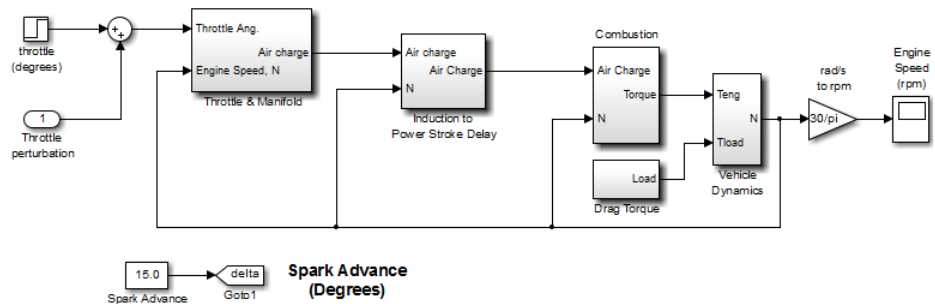 throttle
(degrees)
++
1
Throttle
perturbation
Throttle Ang.
Air charge
Engine Speed, N
Throttle & Manifold
Air charge
Air Charge
N
Induction to
Power Stroke Delay
Combustion
Air Charge
Torque
N
Load
Drag Torque
Teng
N
Tload
Vehicle
Dynamics
rad/s
to rpm
30/pi
Engine
Speed
(rpm)
15.0
Spark Advance
delta
Goto1
Spark Advance
(Degrees)